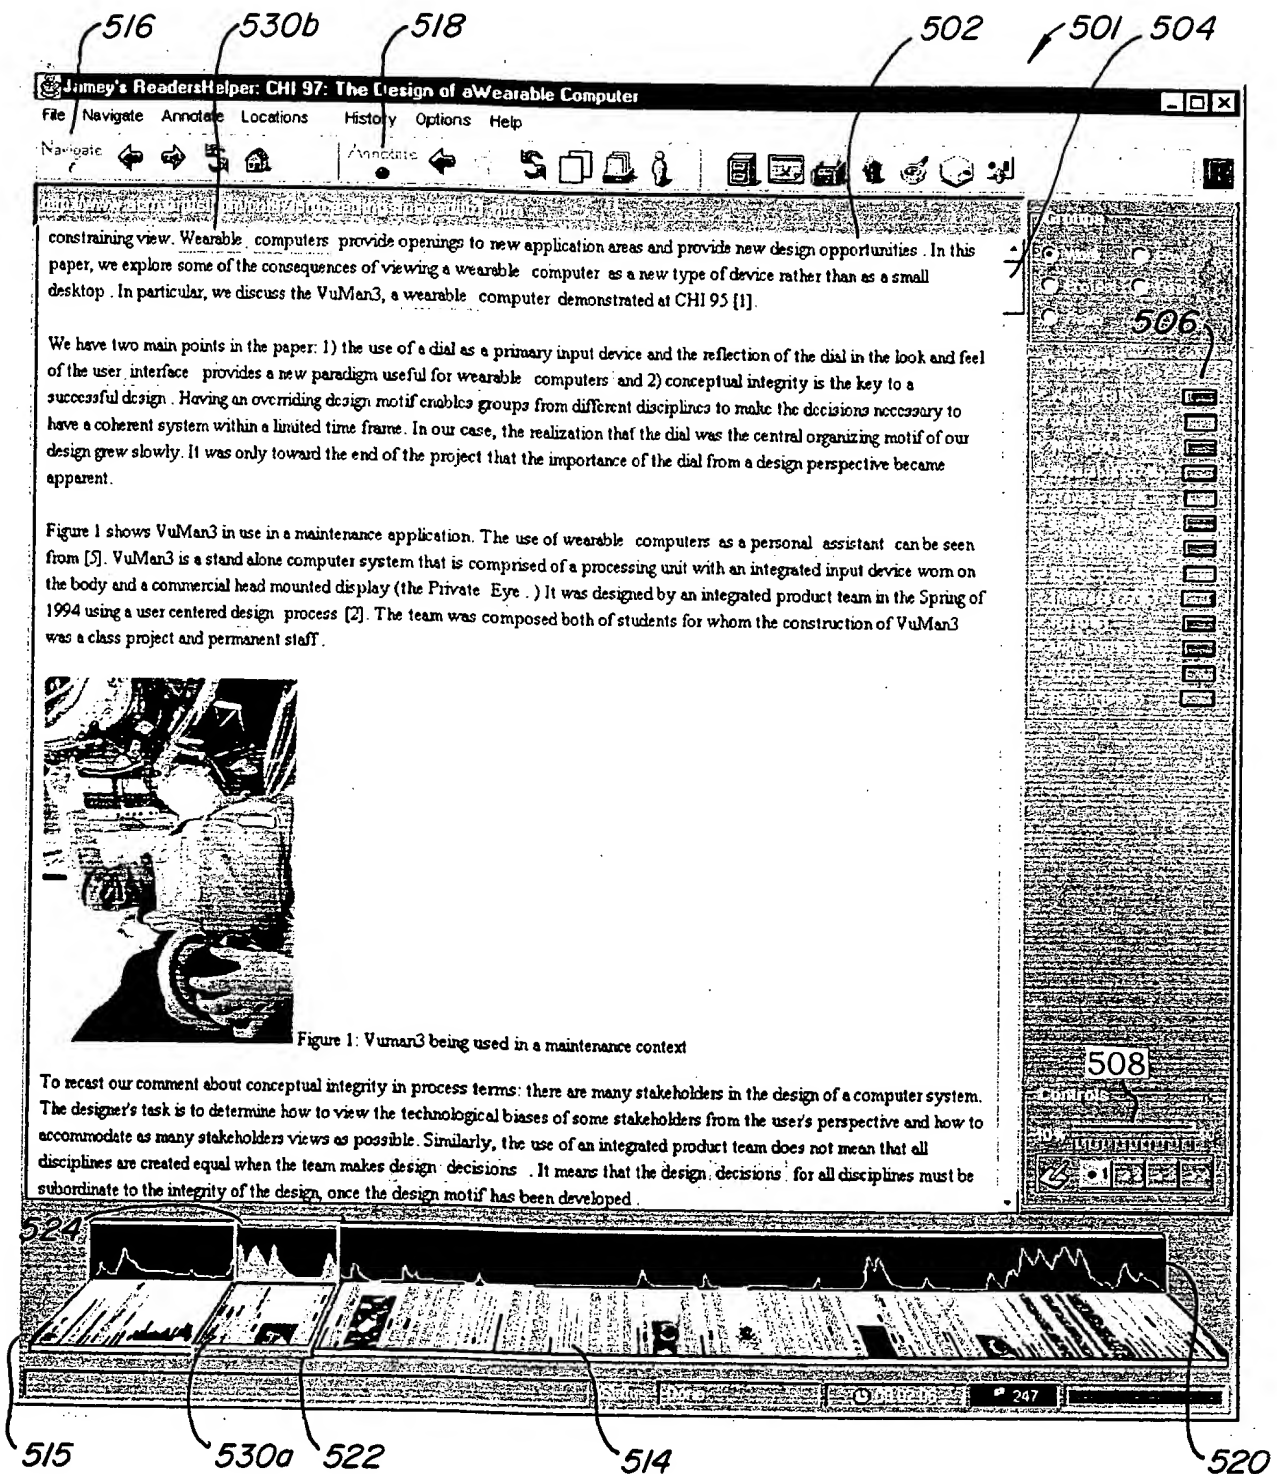 516 530b 518 502 501 504
Jamey's ReadersHelper: CHI 97: The Design of aWearable Computer
File Navigate Annotate Locations History Options Help
Navigate Annotate
constraining view. Wearable computers provide openings to new application areas and provide new design opportunities . In this
paper, we explore some of the consequences of viewing a wearable computer as a new type of device rather than as a small
desktop . In particular, we discuss the VuMan3, a wearable computer demonstrated at CHI 95 [1].
506
We have two main points in the paper: 1) the use of a dial as a primary input device and the reflection of the dial in the look and feel
of the user interface provides a new paradigm useful for wearable computers and 2) conceptual integrity is the key to a
successful design . Having an overriding design motif enables groups from different disciplines to make the decisions necessary to
have a coherent system within a limited time frame. In our case, the realization that the dial was the central organizing motif of our
design grew slowly. It was only toward the end of the project that the importance of the dial from a design perspective became
apparent.
Figure 1 shows VuMan3 in use in a maintenance application. The use of wearable computers as a personal assistant can be seen
from [5]. VuMan3 is a stand alone computer system that is comprised of a processing unit with an integrated input device worn on
the body and a commercial head mounted display (the Private Eye . ) It was designed by an integrated product team in the Spring of
1994 using a user centered design process [2]. The team was composed both of students for whom the construction of VuMan3
was a class project and permanent staff .
Figure 1: Vuman3 being used in a maintenance context
508
Controls
To recast our comment about conceptual integrity in process terms: there are many stakeholders in the design of a computer system.
The designer's task is to determine how to view the technological biases of some stakeholders from the user's perspective and how to
accommodate as many stakeholders views as possible. Similarly, the use of an integrated product team does not mean that all
disciplines are created equal when the team makes design decisions . It means that the design decisions for all disciplines must be
subordinate to the integrity of the design, once the design motif has been developed .
524
247
515 530a 522 514 520